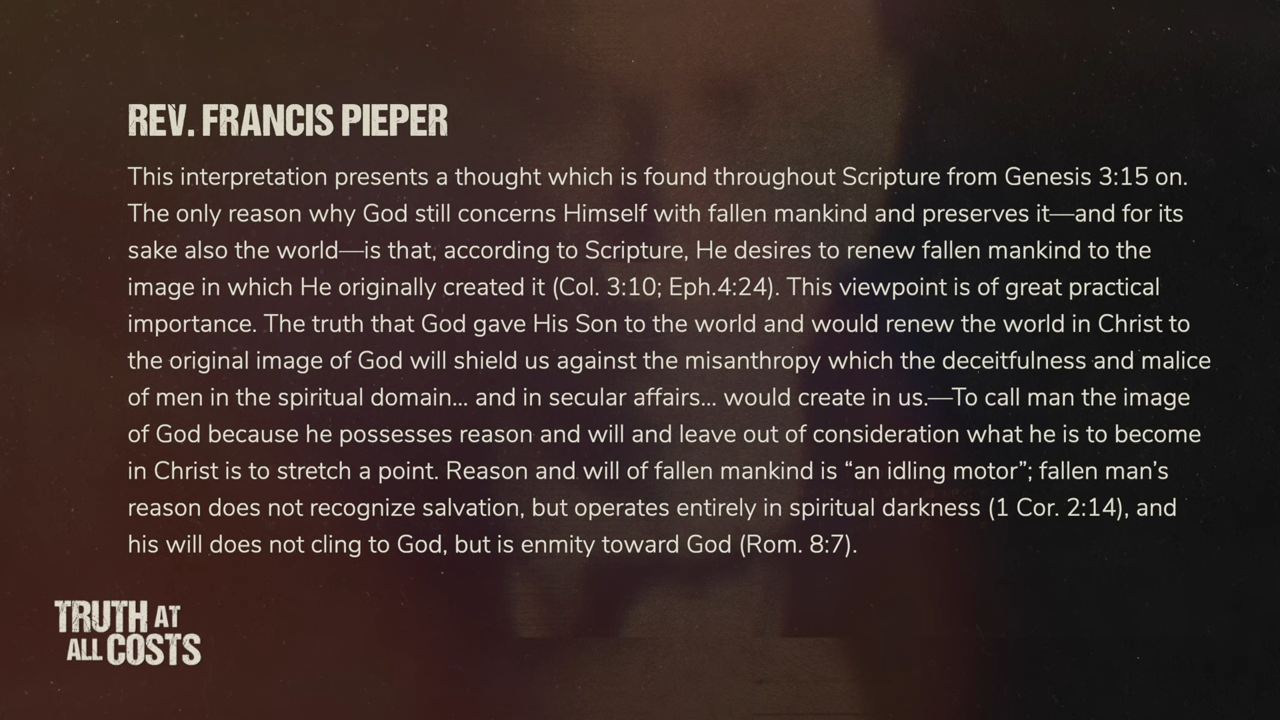 REV. FRANCIS PIEPER
This interpretation presents a thought which is found throughout Scripture from Genesis 3:15 on.
The only reason why God still concerns Himself with fallen mankind and preserves it—and for its
sake also the world—is that, according to Scripture, He desires to renew fallen mankind to the
image in which He originally created it (Col. 3:10; Eph.4:24). This viewpoint is of great practical
importance. The truth that God gave His Son to the world and would renew the world in Christ to
the original image of God will shield us against the misanthropy which the deceitfulness and malice
of men in the spiritual domain... and in secular affairs... would create in us.—To call man the image
of God because he possesses reason and will and leave out of consideration what he is to become
in Christ is to stretch a point. Reason and will of fallen mankind is “an idling motor”; fallen man’s
reason does not recognize salvation, but operates entirely in spiritual darkness (1 Cor. 2:14), and
his will does not cling to God, but is enmity toward God (Rom. 8:7).
TRUTH AT
ALL COSTS